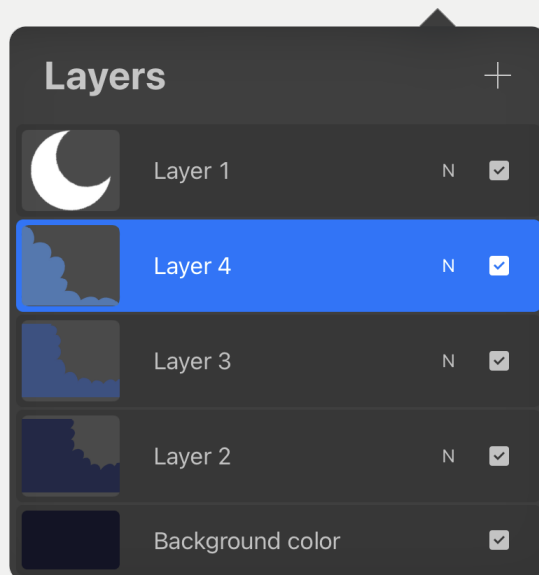 Layers
Layer 1 N
Layer 4 N
Layer 3 N
Layer 2 N
Background color